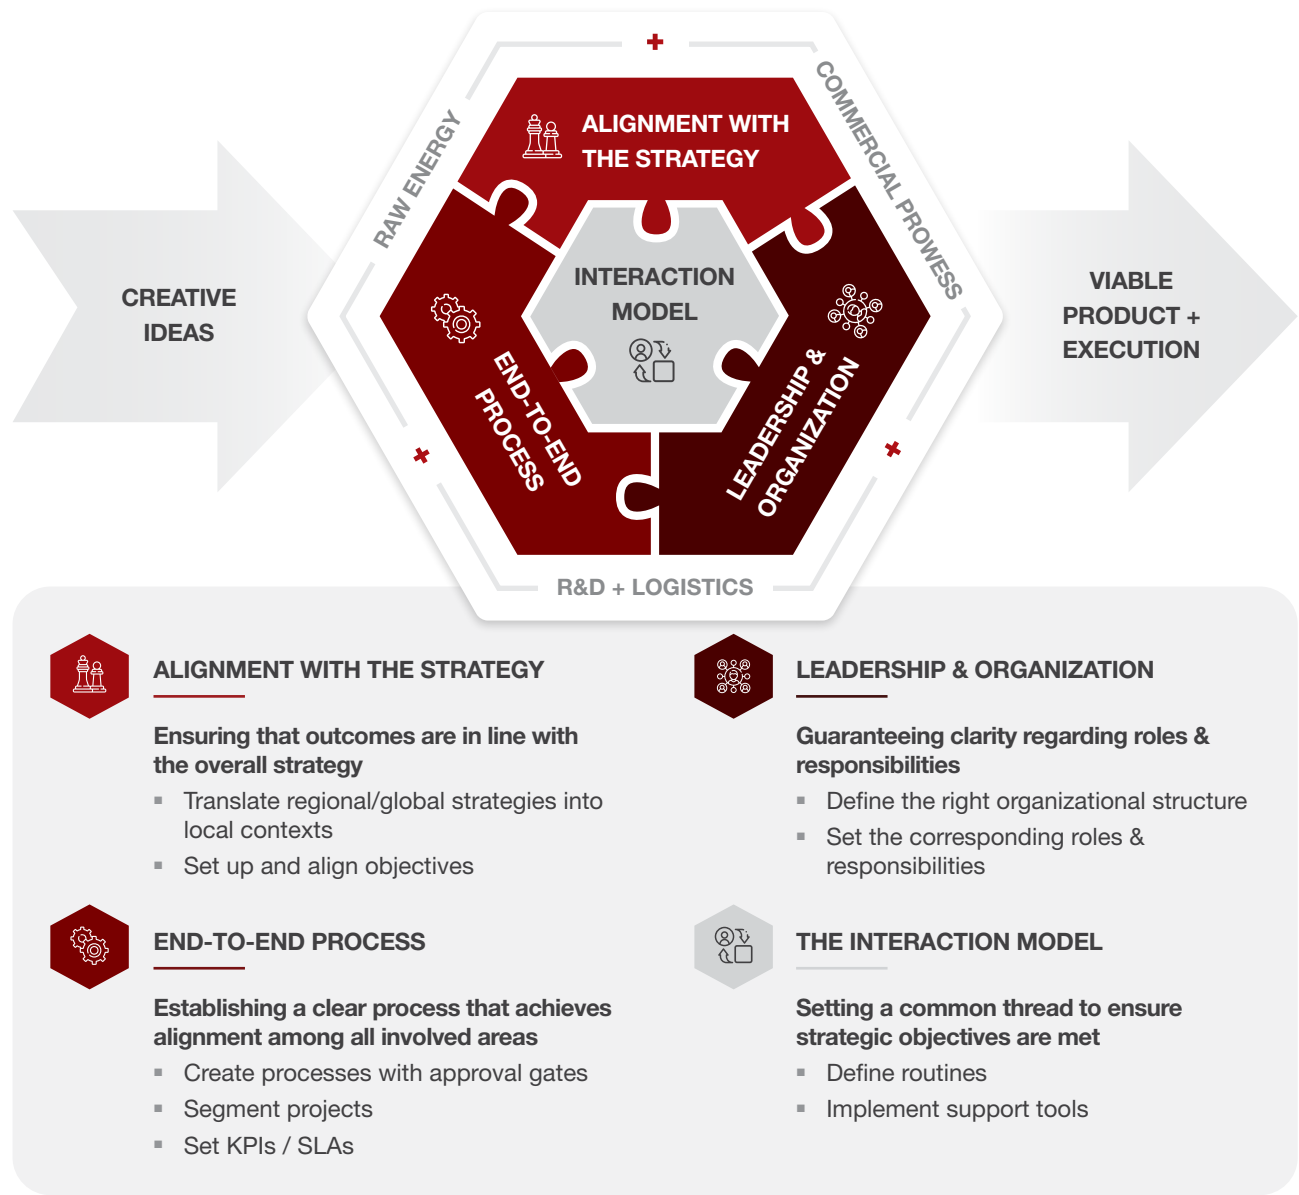 RAW ENERGY
COMMERCIAL PROWESS
ALIGNMENT WITH
THE STRATEGY
CREATIVE
IDEAS
INTERACTION
MODEL
VIABLE
PRODUCT +
EXECUTION
END-TO-END
PROCESS
LEADERSHIP &
ORGANIZATION
R&D + LOGISTICS
ALIGNMENT WITH THE STRATEGY
Ensuring that outcomes are in line with
the overall strategy
▪ Translate regional/global strategies into
local contexts
▪ Set up and align objectives
LEADERSHIP & ORGANIZATION
Guaranteeing clarity regarding roles &
responsibilities
▪ Define the right organizational structure
▪ Set the corresponding roles &
responsibilities
END-TO-END PROCESS
Establishing a clear process that achieves
alignment among all involved areas
▪ Create processes with approval gates
▪ Segment projects
▪ Set KPIs / SLAs
THE INTERACTION MODEL
Setting a common thread to ensure
strategic objectives are met
▪ Define routines
▪ Implement support tools